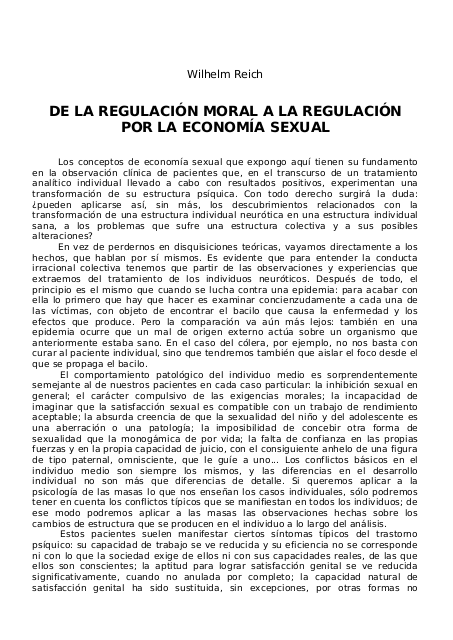 Wilhelm Reich
DE LA REGULACIÓN MORAL A LA REGULACIÓN
POR LA ECONOMÍA SEXUAL
Los conceptos de economía sexual que expongo aquí tienen su fundamento
en la observación clínica de pacientes que, en el transcurso de un tratamiento
analítico individual llevado a cabo con resultados positivos, experimentan una
transformación de su estructura psíquica. Con todo derecho surgirá la duda:
¿pueden aplicarse así, sin más, los descubrimientos relacionados con la
transformación de una estructura individual neurótica en una estructura individual
sana, a los problemas que sufre una estructura colectiva y a sus posibles
alteraciones?
En vez de perdernos en disquisiciones teóricas, vayamos directamente a los
hechos, que hablan por sí mismos. Es evidente que para entender la conducta
irracional colectiva tenemos que partir de las observaciones y experiencias que
extraemos del tratamiento de los individuos neuróticos. Después de todo, el
principio es el mismo que cuando se lucha contra una epidemia: para acabar con
ella lo primero que hay que hacer es examinar concienzudamente a cada una de
las víctimas, con objeto de encontrar el bacilo que causa la enfermedad y los
efectos que produce. Pero la comparación va aún más lejos: también en una
epidemia ocurre que un mal de origen externo actúa sobre un organismo que
anteriormente estaba sano. En el caso del cólera, por ejemplo, no nos basta con
curar al paciente individual, sino que tendremos también que aislar el foco desde el
que se propaga el bacilo.
El comportamiento patológico del individuo medio es sorprendentemente
semejante al de nuestros pacientes en cada caso particular: la inhibición sexual en
general; el carácter compulsivo de las exigencias morales; la incapacidad de
imaginar que la satisfacción sexual es compatible con un trabajo de rendimiento
aceptable; la absurda creencia de que la sexualidad del niño y del adolescente es
una aberración o una patología; la imposibilidad de concebir otra forma de
sexualidad que la monogámica de por vida; la falta de confianza en las propias
fuerzas y en la propia capacidad de juicio, con el consiguiente anhelo de una figura
de tipo paternal, omnisciente, que le guíe a uno... Los conflictos básicos en el
individuo medio son siempre los mismos, y las diferencias en el desarrollo
individual no son más que diferencias de detalle. Si queremos aplicar a la
psicología de las masas lo que nos enseñan los casos individuales, sólo podremos
tener en cuenta los conflictos típicos que se manifiestan en todos los individuos; de
ese modo podremos aplicar a las masas las observaciones hechas sobre los
cambios de estructura que se producen en el individuo a lo largo del análisis.
Estos pacientes suelen manifestar ciertos síntomas típicos del trastorno
psíquico: su capacidad de trabajo se ve reducida y su eficiencia no se corresponde
ni con lo que la sociedad exige de ellos ni con sus capacidades reales, de las que
ellos son conscientes; la aptitud para lograr satisfacción genital se ve reducida
significativamente, cuando no anulada por completo; la capacidad natural de
satisfacción genital ha sido sustituida, sin excepciones, por otras formas no